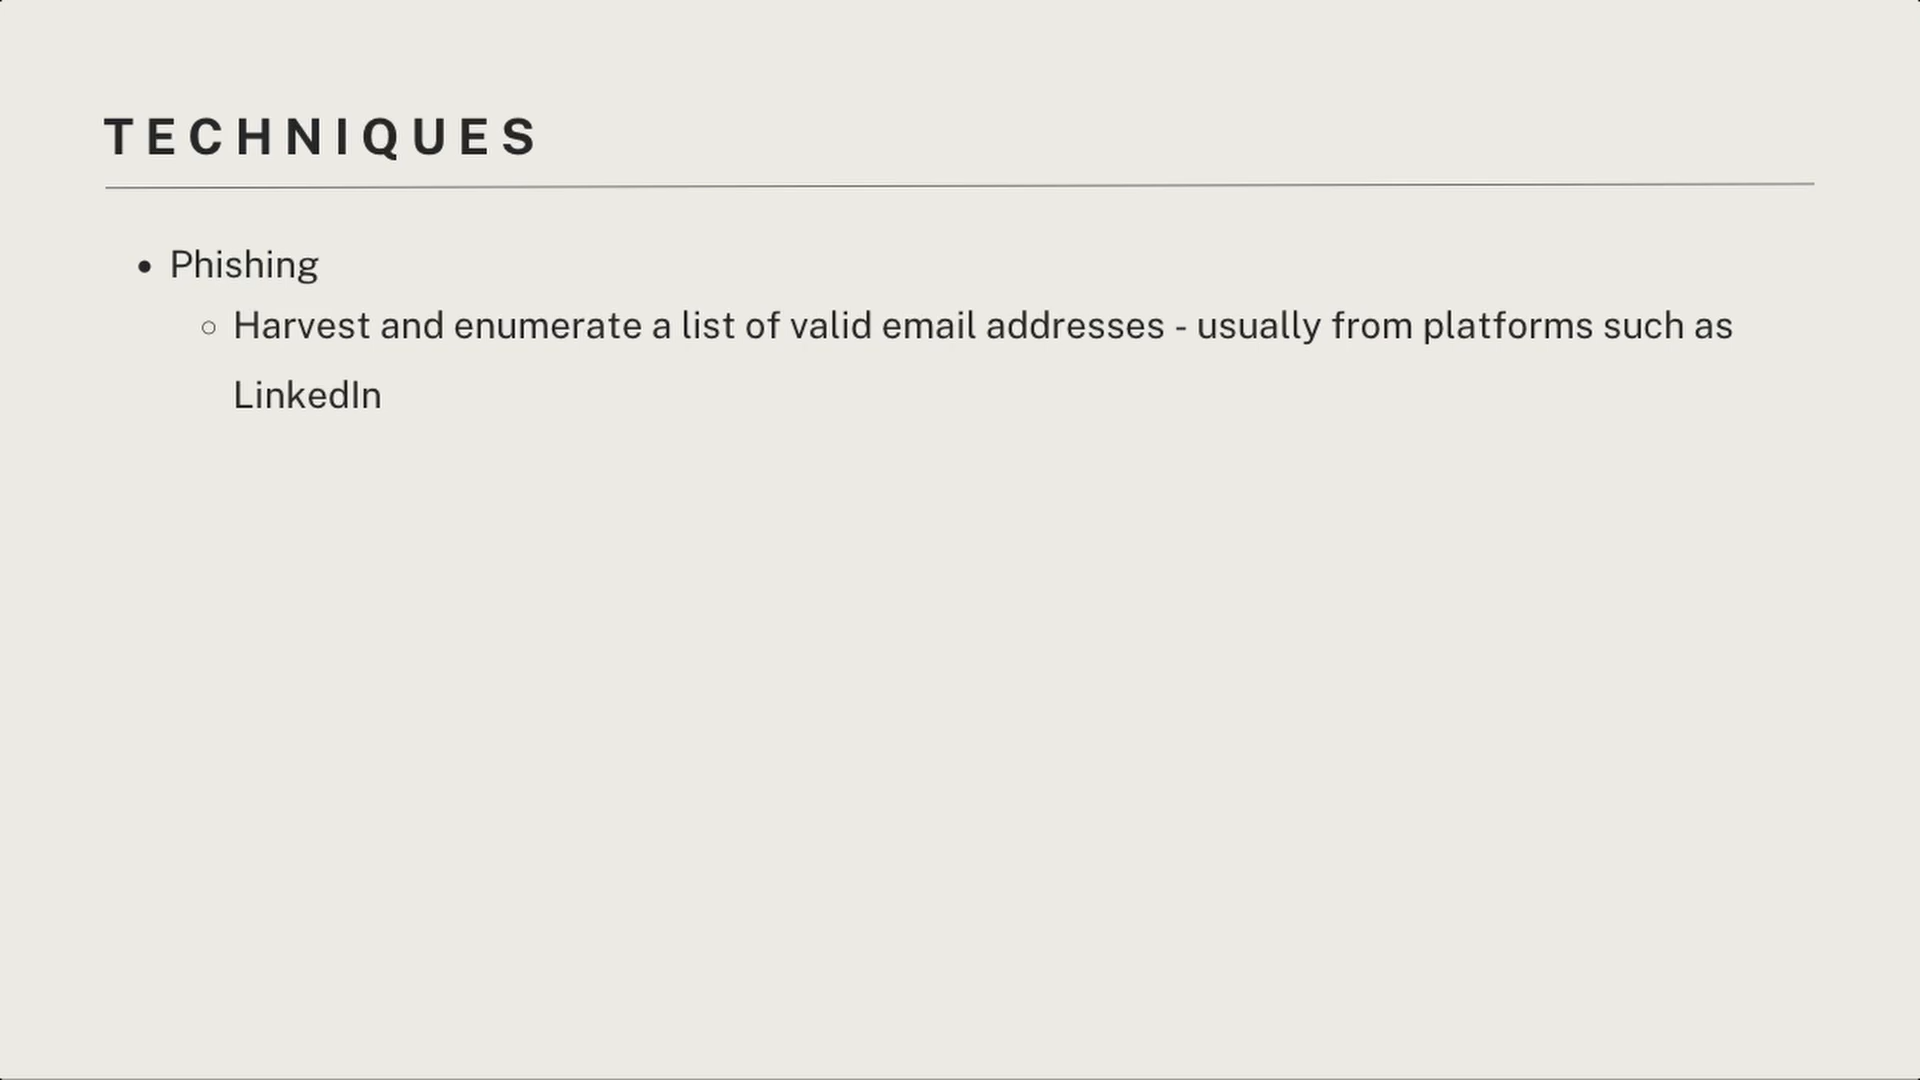 TECHNIQUES
• Phishing
○ Harvest and enumerate a list of valid email addresses - usually from platforms such as
LinkedIn